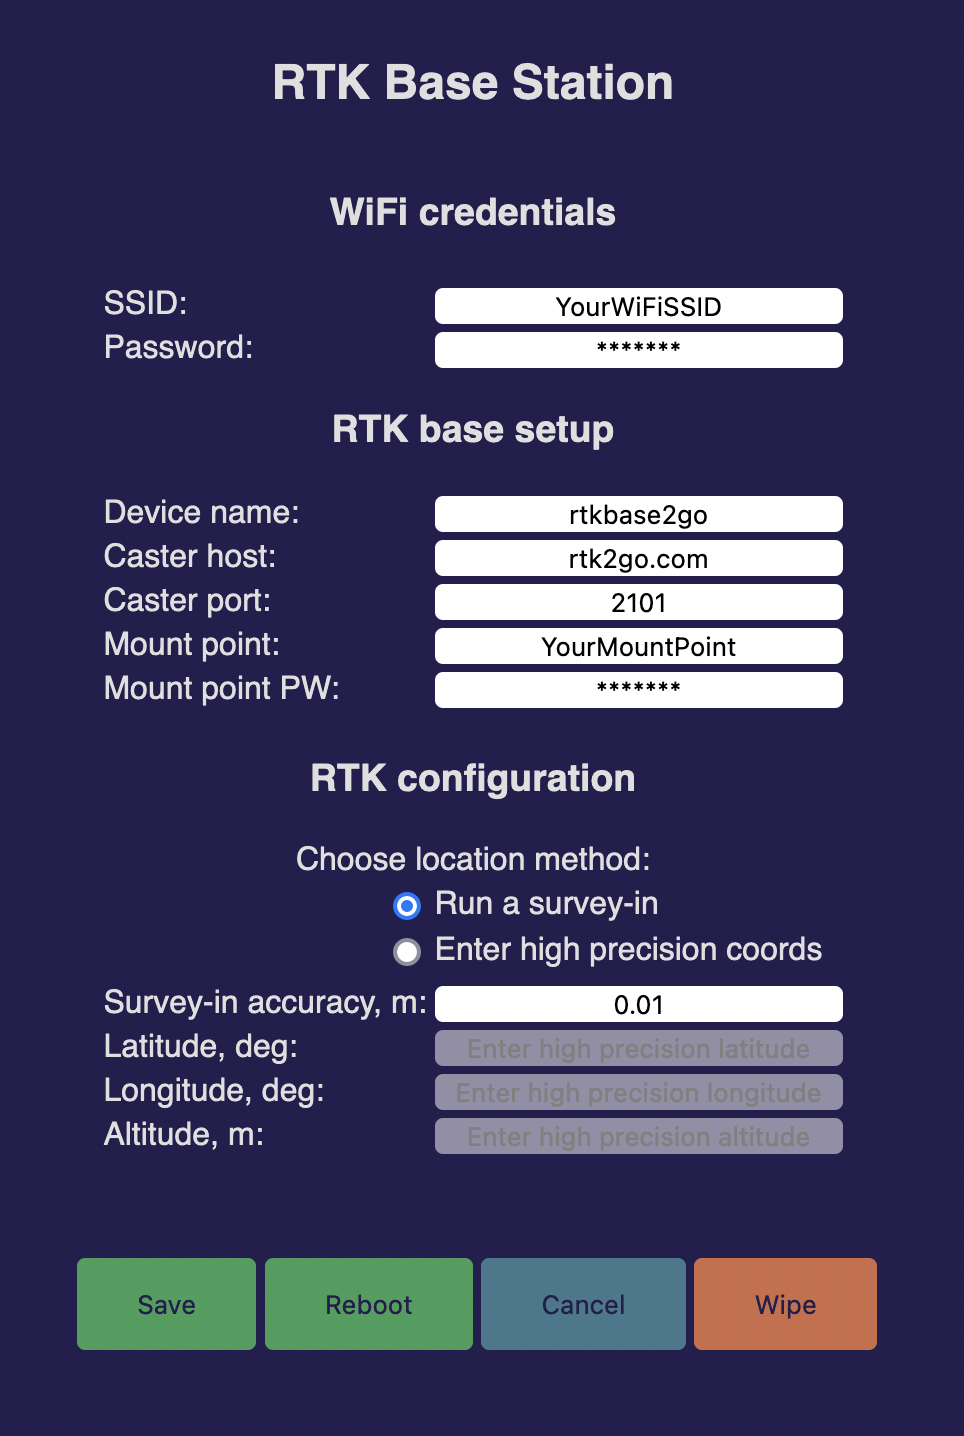 RTK Base Station
WiFi credentials
SSID: YourWiFiSSID
Password: *******
RTK base setup
Device name: rtkbase2go
Caster host: rtk2go.com
Caster port: 2101
Mount point: YourMountPoint
Mount point PW: *******
RTK configuration
Choose location method:
Run a survey-in
Enter high precision coords
Survey-in accuracy, m: 0.01
Latitude, deg: Enter high precision latitude
Longitude, deg: Enter high precision longitude
Altitude, m: Enter high precision altitude
Save Reboot Cancel Wipe